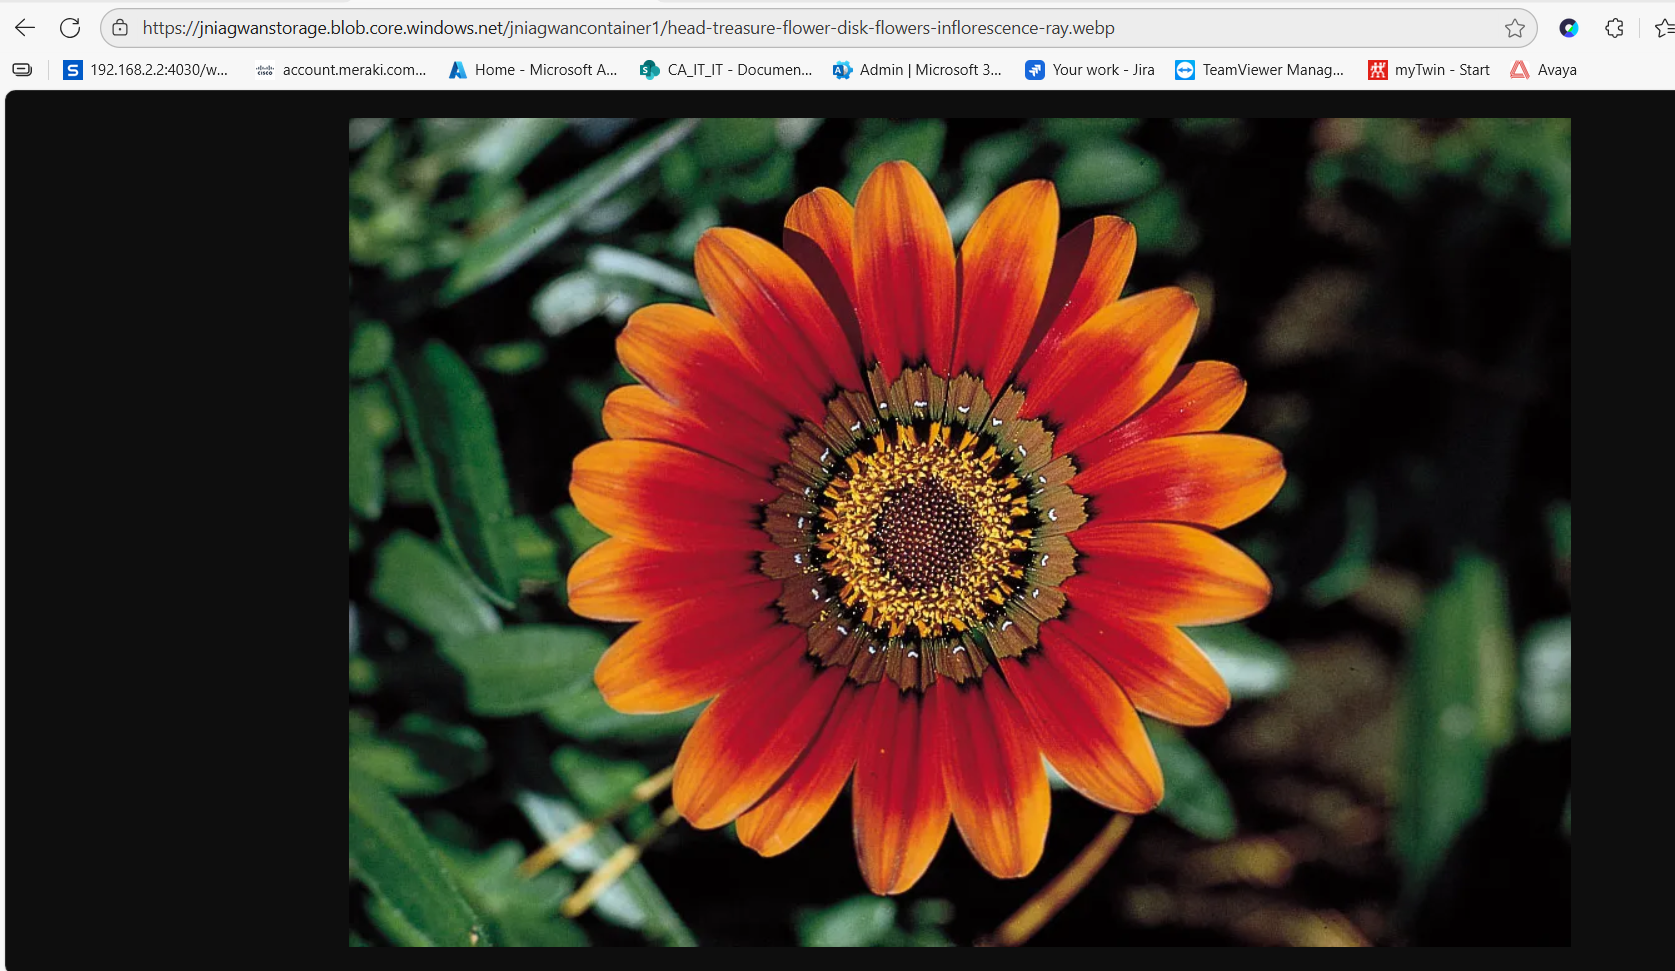 https://jniagwanstorage.blob.core.windows.net/jniagwancontainer1/head-treasure-flower-disk-flowers-inflorescence-ray.webp
S 192.168.2.2:4030/w... cisco account.meraki.com... Home - Microsoft A... S CA_IT_IT - Documen... A Admin | Microsoft 3... Your work - Jira TeamViewer Manag... myTwin - Start Avaya